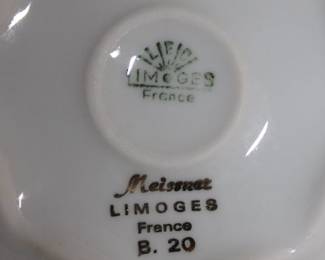 LIMOGES
France
Meissner
LIMOGES
France
B. 20